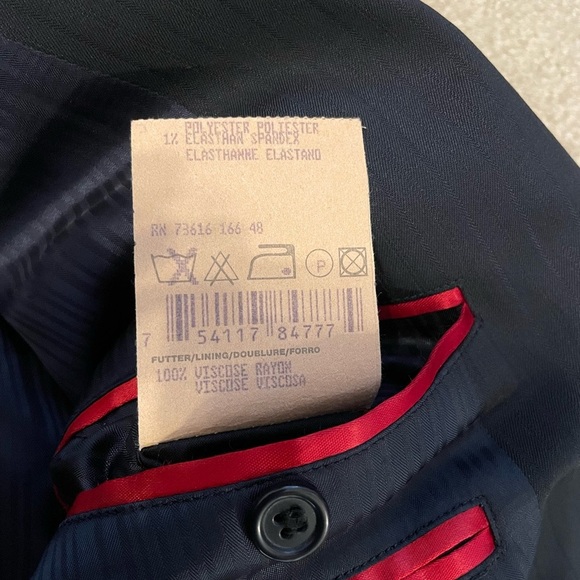 POLYESTER POLIESTER
1% ELASTHAN SPANDEX
ELASTHANNE ELASTANO
RN 73616 166 48
P
7 54117 84777
FUTTER/LINING/DOUBLURE/FORRO
100% VISCOSE RAYON
VISCOSE VISCOSA